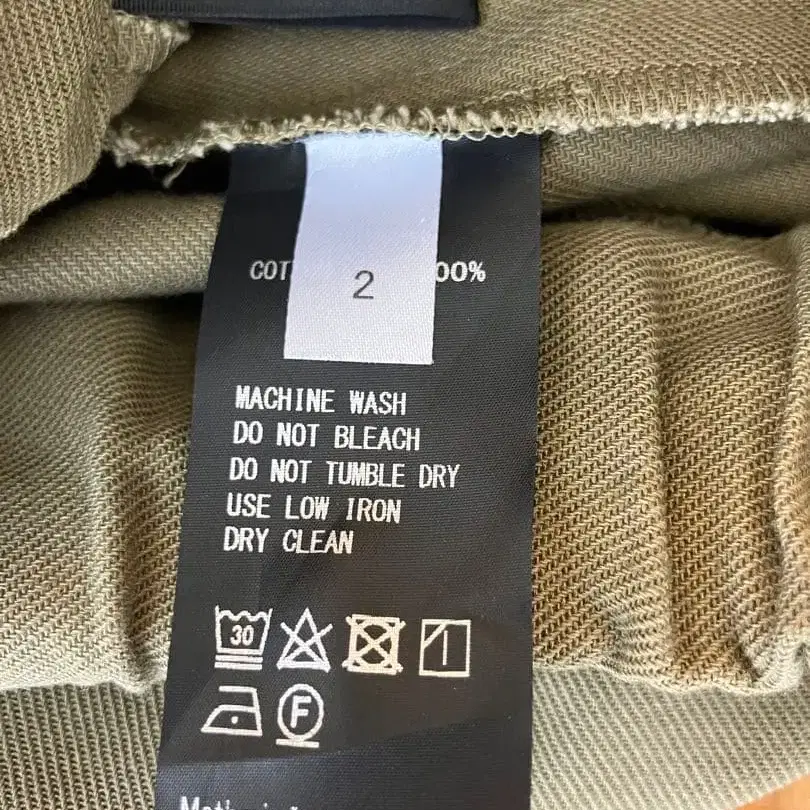 COT 2 00%
MACHINE WASH
DO NOT BLEACH
DO NOT TUMBLE DRY
USE LOW IRON
DRY CLEAN
30
F